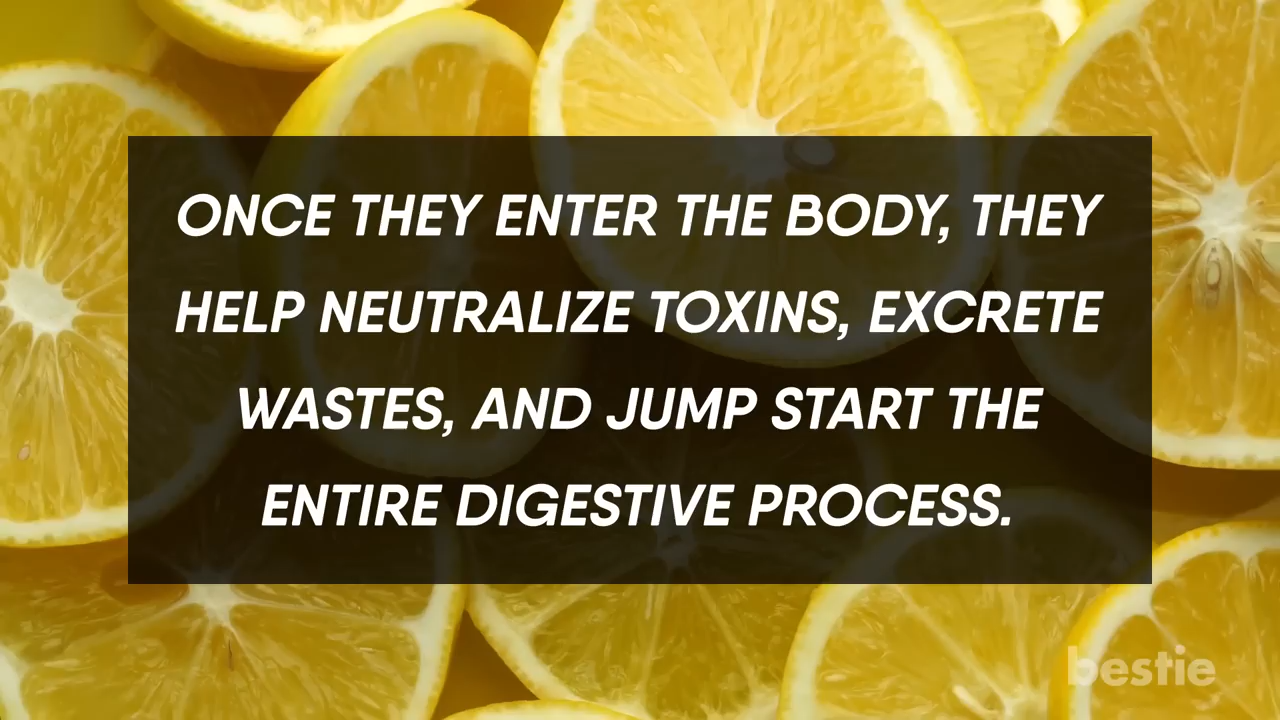 ONCE THEY ENTER THE BODY, THEY
HELP NEUTRALIZE TOXINS, EXCRETE
WASTES, AND JUMP START THE
ENTIRE DIGESTIVE PROCESS.
bestie